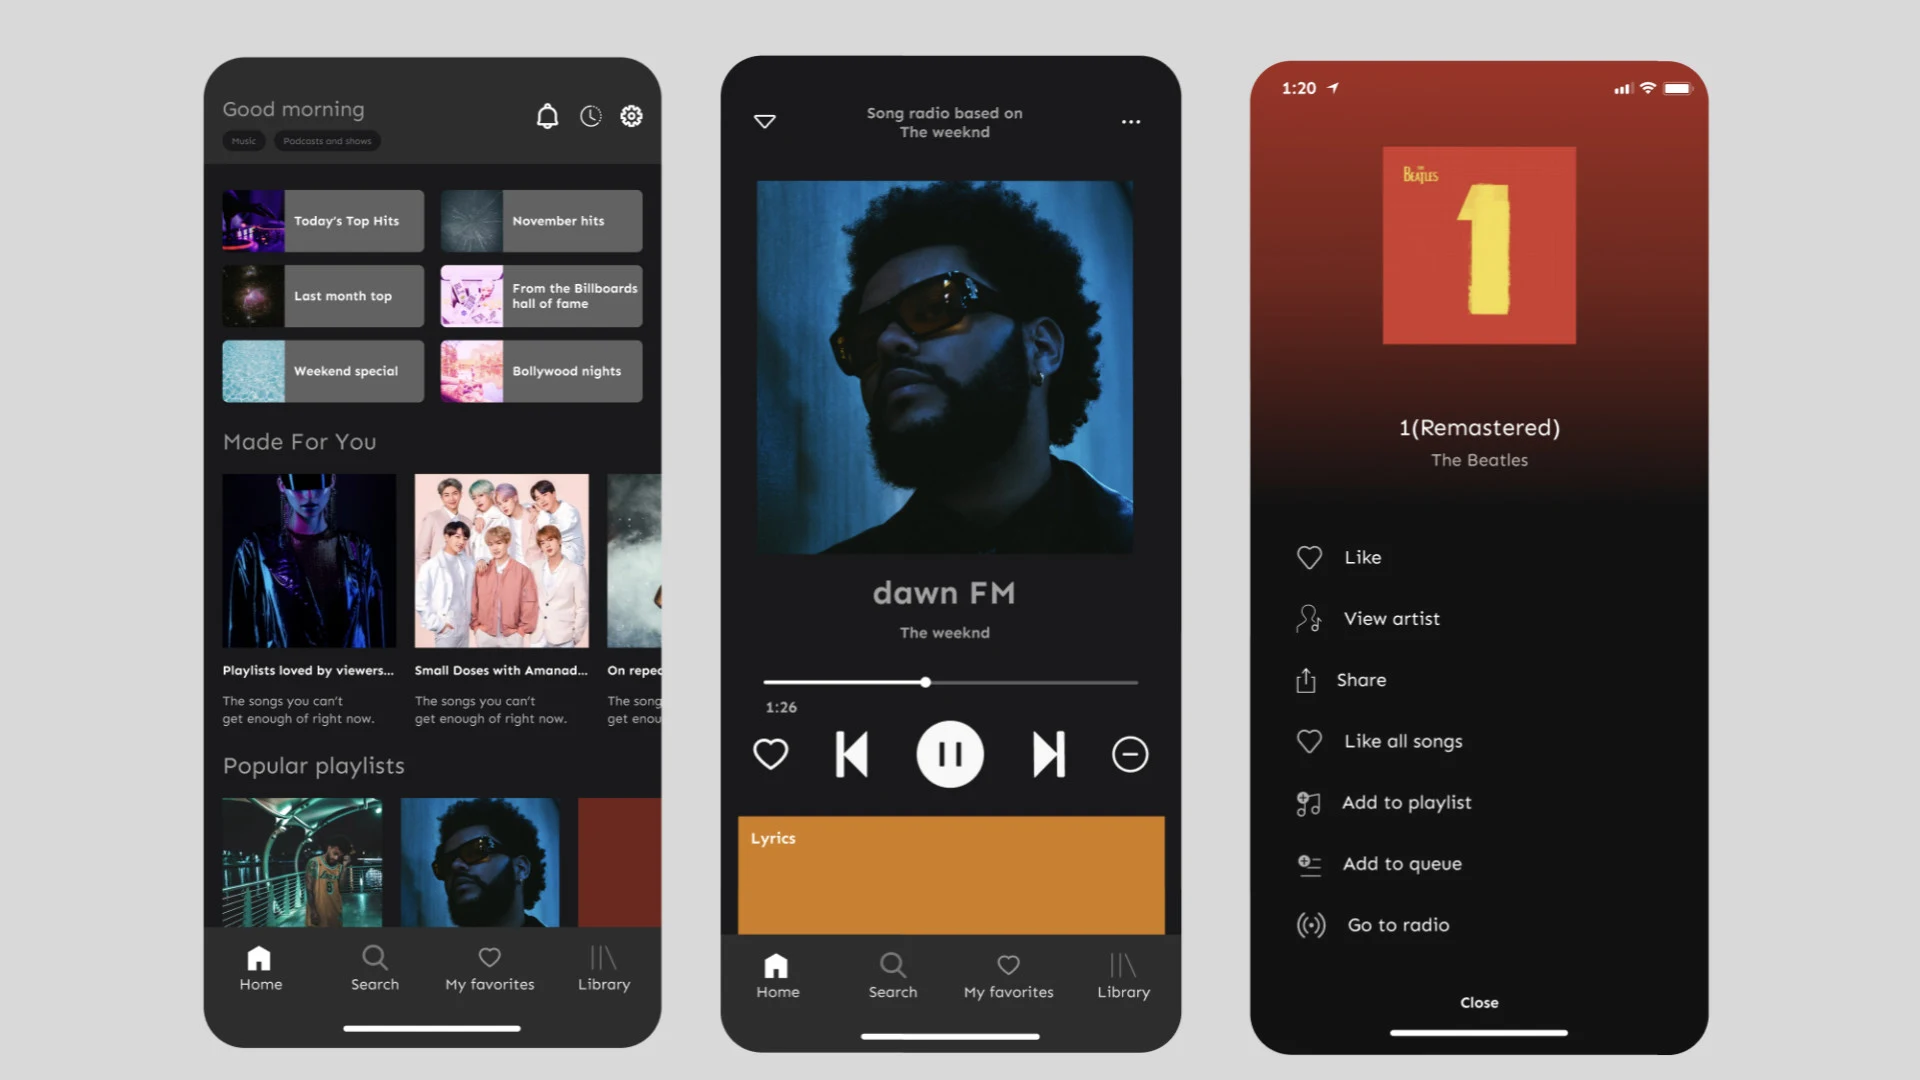 Good morning
Music
Podcasts and shows
Today's Top Hits
November hits
Last month top
From the Billboards
hall of fame
Weekend special
Bollywood nights
Made For You
Playlists loved by viewers...
Small Doses with Amanad...
On repea
The songs you can't
get enough of right now.
The songs you can't
get enough of right now.
The song
get enou
Popular playlists
Home
Search
My favorites
Library
Song radio based on
The weeknd
dawn FM
The weeknd
1:26
Lyrics
Home
Search
My favorites
Library
1:20
THE
BEATLES
1
1(Remastered)
The Beatles
Like
View artist
Share
Like all songs
Add to playlist
Add to queue
Go to radio
Close